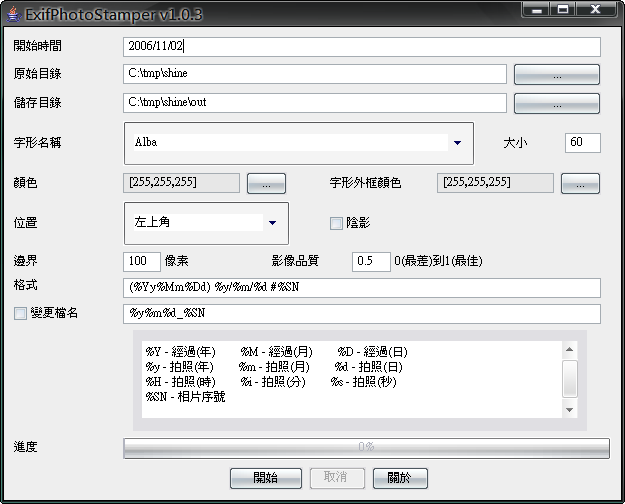 ExifPhotoStamper v1.0.3
開始時間 2006/11/02
原始目錄 C:\tmp\shine ...
儲存目錄 C:\tmp\shine\out ...
字形名稱 Alba 大小 60
顏色 [255,255,255] ... 字形外框顏色 [255,255,255] ...
位置 左上角 陰影
邊界 100 像素 影像品質 0.5 0(最差)到1(最佳)
格式 (%Yy%Mm%Dd) %y/%m/%d #%SN
變更檔名 %y%m%d_%SN
%Y - 經過(年) %M - 經過(月) %D - 經過(日)
%y - 拍照(年) %m - 拍照(月) %d - 拍照(日)
%H - 拍照(時) %i - 拍照(分) %s - 拍照(秒)
%SN - 相片序號
進度 0%
開始 取消 關於